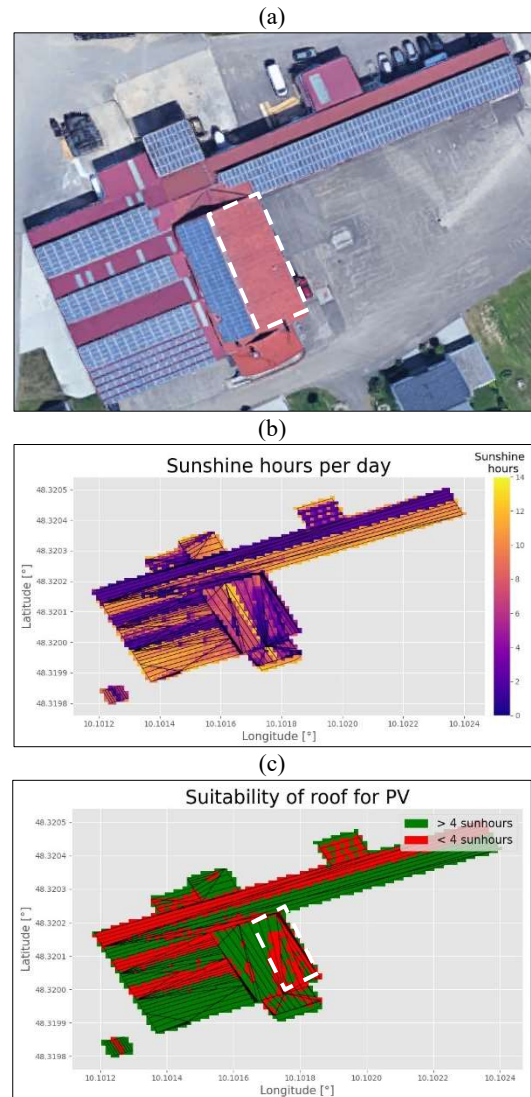 (a)
(b)
Sunshine hours per day
Sunshine
hours
48.3205
48.3204
48.3203
48.3202
48.3201
48.3200
48.3199
48.3198
Latitude [°]
10.1012 10.1014 10.1016 10.1018 10.1020 10.1022 10.1024
Longitude [°]
14
12
10
8
6
4
2
0
(c)
Suitability of roof for PV
> 4 sunhours
< 4 sunhours
48.3205
48.3204
48.3203
48.3202
48.3201
48.3200
48.3199
48.3198
Latitude [°]
10.1012 10.1014 10.1016 10.1018 10.1020 10.1022 10.1024
Longitude [°]